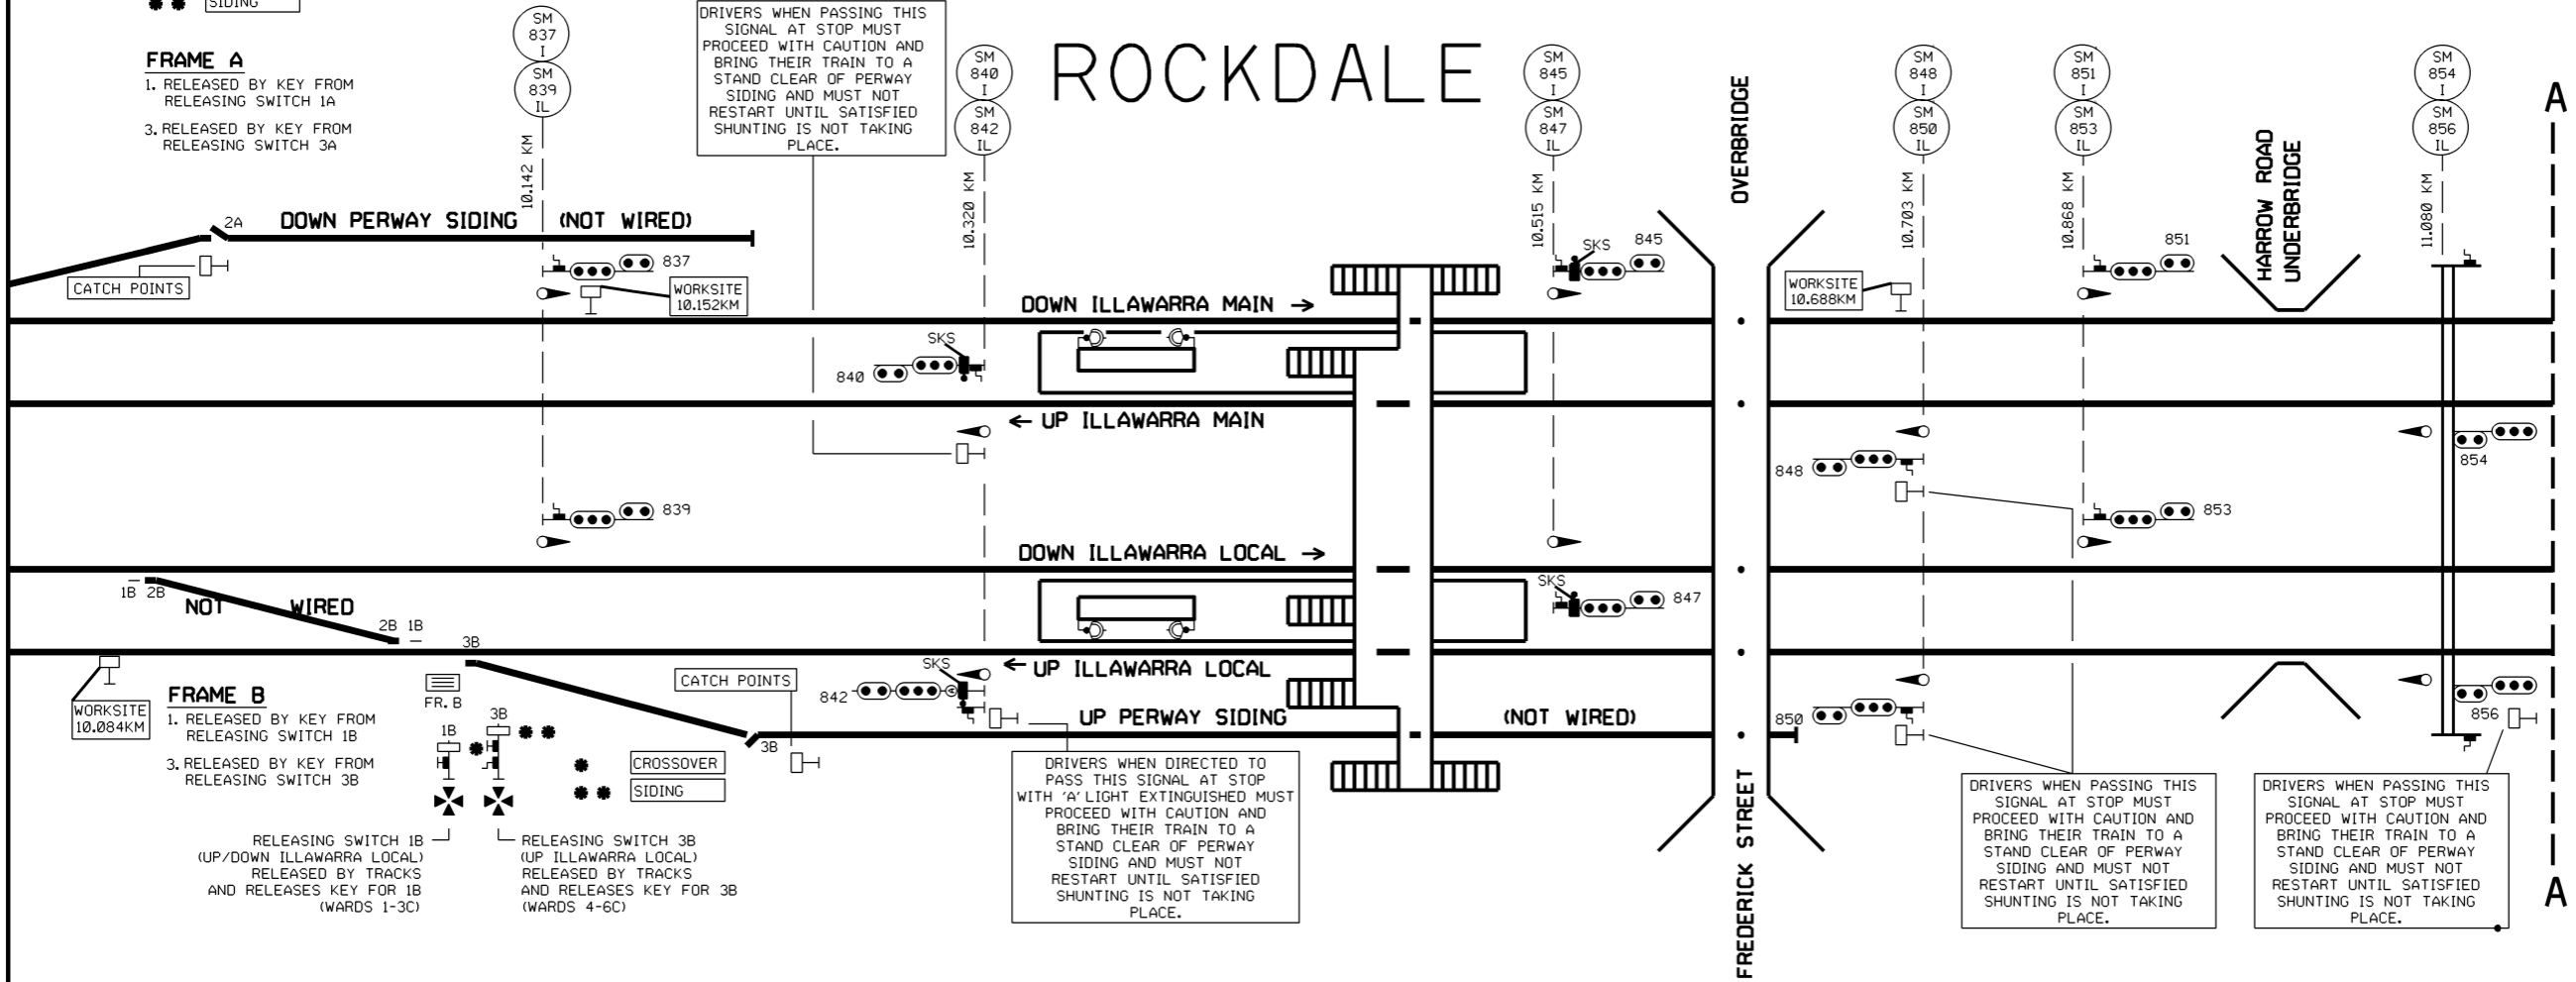 SIDING
FRAME A
1. RELEASED BY KEY FROM
RELEASING SWITCH 1A
3. RELEASED BY KEY FROM
RELEASING SWITCH 3A
SM
837
I
SM
839
IL
10.142 KM
DRIVERS WHEN PASSING THIS
SIGNAL AT STOP MUST
PROCEED WITH CAUTION AND
BRING THEIR TRAIN TO A
STAND CLEAR OF PERWAY
SIDING AND MUST NOT
RESTART UNTIL SATISFIED
SHUNTING IS NOT TAKING
PLACE.
SM
840
I
SM
842
IL
10.320 KM
ROCKDALE
SM
845
I
SM
847
IL
10.515 KM
OVERBRIDGE
SM
848
I
SM
850
IL
10.703 KM
SM
851
I
SM
853
IL
10.868 KM
HARROW ROAD
UNDERBRIDGE
SM
854
I
SM
856
IL
11.080 KM
A
2A
DOWN PERWAY SIDING (NOT WIRED)
CATCH POINTS
837
WORKSITE
10.152KM
SKS
845
WORKSITE
10.688KM
851
DOWN ILLAWARRA MAIN →
SKS
840
← UP ILLAWARRA MAIN
848
854
839
853
DOWN ILLAWARRA LOCAL →
1B 2B
NOT WIRED
2B 1B
SKS
847
3B
← UP ILLAWARRA LOCAL
WORKSITE
10.084KM
FRAME B
1. RELEASED BY KEY FROM
RELEASING SWITCH 1B
3. RELEASED BY KEY FROM
RELEASING SWITCH 3B
FR. B
1B
3B
CATCH POINTS
3B
SKS
842
A
UP PERWAY SIDING (NOT WIRED)
850
856
CROSSOVER
SIDING
RELEASING SWITCH 1B
(UP/DOWN ILLAWARRA LOCAL)
RELEASED BY TRACKS
AND RELEASES KEY FOR 1B
(WARDS 1-3C)
RELEASING SWITCH 3B
(UP ILLAWARRA LOCAL)
RELEASED BY TRACKS
AND RELEASES KEY FOR 3B
(WARDS 4-6C)
DRIVERS WHEN DIRECTED TO
PASS THIS SIGNAL AT STOP
WITH 'A' LIGHT EXTINGUISHED MUST
PROCEED WITH CAUTION AND
BRING THEIR TRAIN TO A
STAND CLEAR OF PERWAY
SIDING AND MUST NOT
RESTART UNTIL SATISFIED
SHUNTING IS NOT TAKING
PLACE.
FREDERICK STREET
DRIVERS WHEN PASSING THIS
SIGNAL AT STOP MUST
PROCEED WITH CAUTION AND
BRING THEIR TRAIN TO A
STAND CLEAR OF PERWAY
SIDING AND MUST NOT
RESTART UNTIL SATISFIED
SHUNTING IS NOT TAKING
PLACE.
DRIVERS WHEN PASSING THIS
SIGNAL AT STOP MUST
PROCEED WITH CAUTION AND
BRING THEIR TRAIN TO A
STAND CLEAR OF PERWAY
SIDING AND MUST NOT
RESTART UNTIL SATISFIED
SHUNTING IS NOT TAKING
PLACE.
A